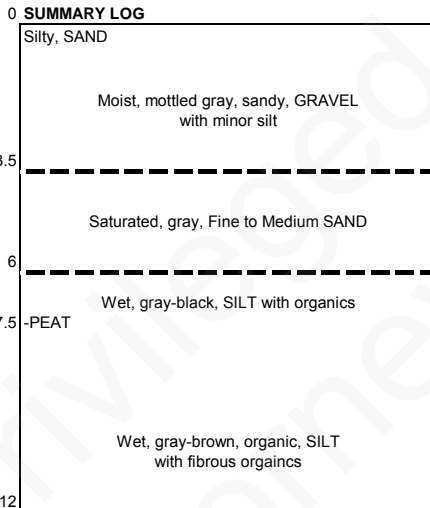 0 SUMMARY LOG
Silty, SAND
Moist, mottled gray, sandy, GRAVEL
with minor silt
3.5
Saturated, gray, Fine to Medium SAND
6
Wet, gray-black, SILT with organics
7.5 -PEAT
Wet, gray-brown, organic, SILT
with fibrous orgaincs
12